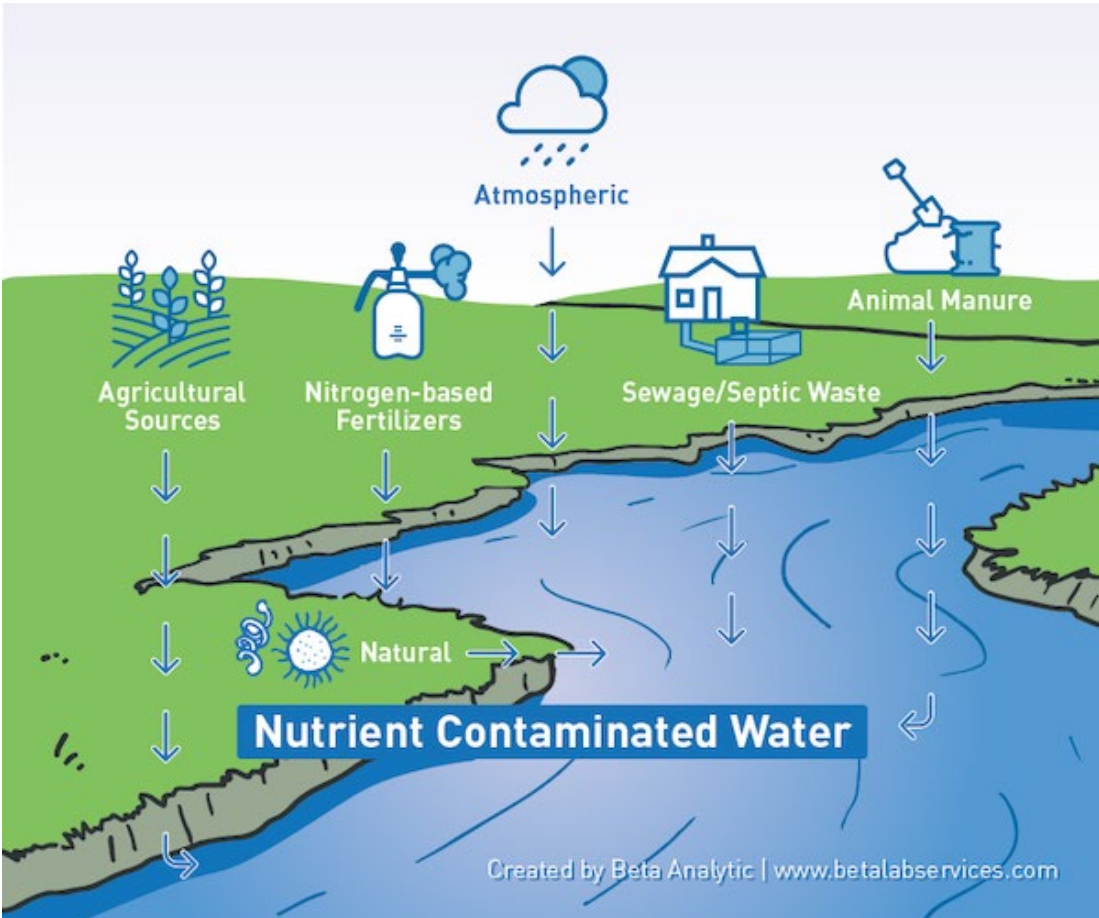 Atmospheric
Animal Manure
Agricultural
Sources
Nitrogen-based
Fertilizers
Sewage/Septic Waste
Natural
Nutrient Contaminated Water
Created by Beta Analytic | www.betalabservices.com